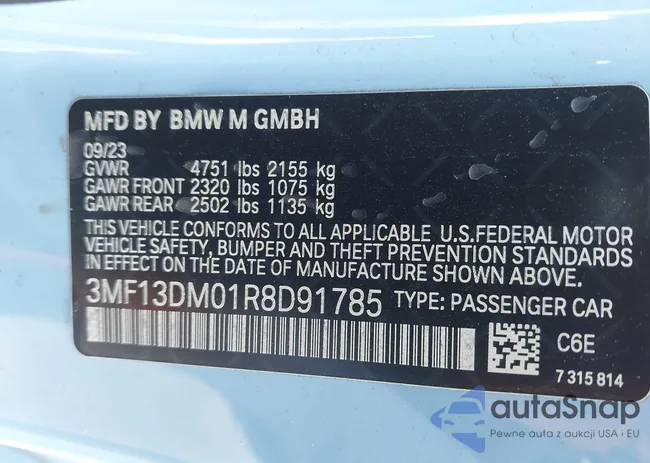 MFD BY BMW M GMBH
09/23
GVWR 4751 lbs 2155 kg
GAWR FRONT 2320 lbs 1075 kg
GAWR REAR 2502 lbs 1135 kg
THIS VEHICLE CONFORMS TO ALL APPLICABLE U.S.FEDERAL MOTOR
VEHICLE SAFETY, BUMPER AND THEFT PREVENTION STANDARDS
IN EFFECT ON THE DATE OF MANUFACTURE SHOWN ABOVE.
3MF13DM01R8D91785 TYPE: PASSENGER CAR
C6E
7 315 814
autoSnap
Pewne auta z aukcji USA i EU